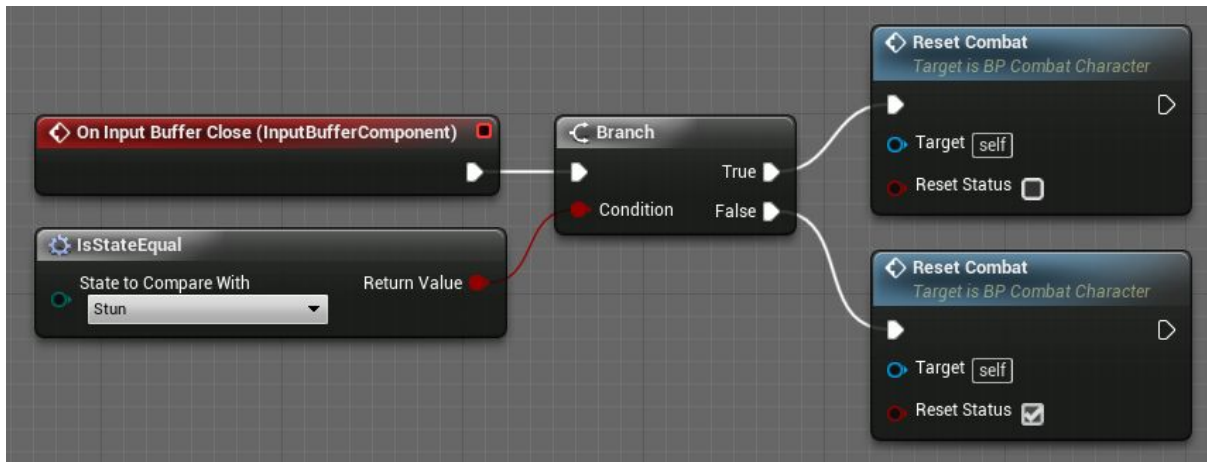 On Input Buffer Close (InputBufferComponent)
IsStateEqual
State to Compare With
Return Value
Stun
Branch
True
Condition
False
Reset Combat
Target is BP Combat Character
Target self
Reset Status
Reset Combat
Target is BP Combat Character
Target self
Reset Status